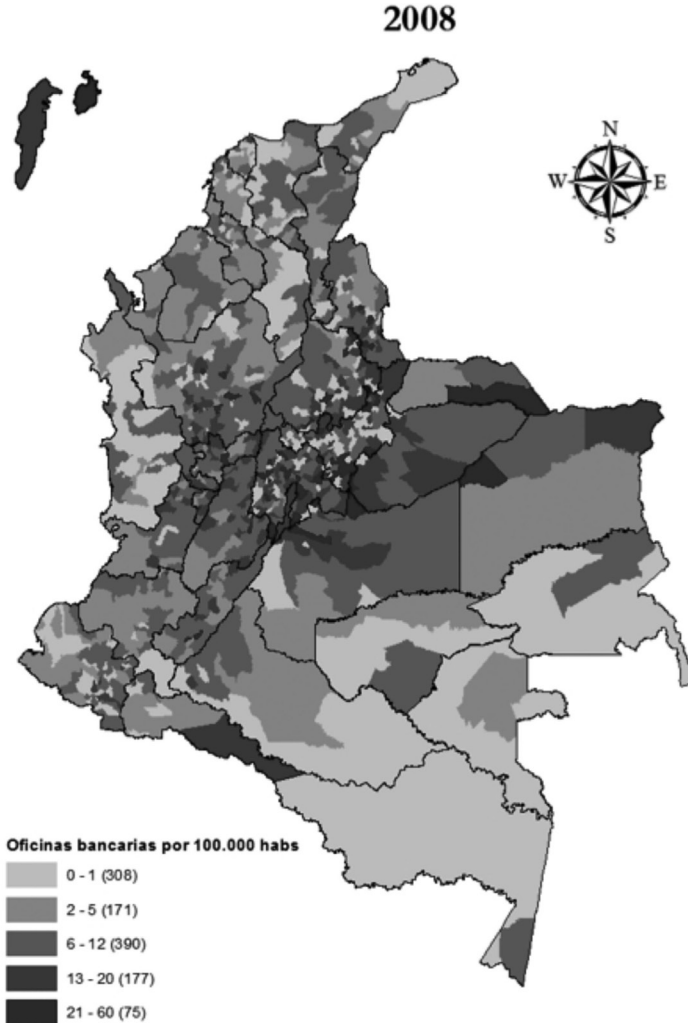 2008
N
W E
S
Oficinas bancarias por 100.000 habs
0 - 1 (308)
2 - 5 (171)
6 - 12 (390)
13 - 20 (177)
21 - 60 (75)